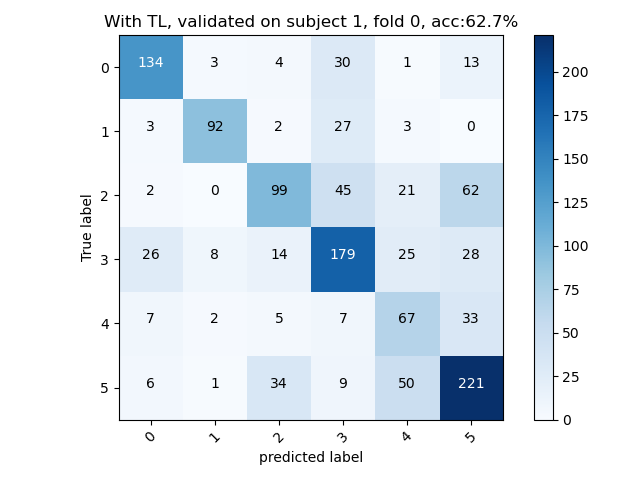 With TL, validated on subject 1, fold 0, acc:62.7%
0 134 3 4 30 1 13
1 3 92 2 27 3 0
2 2 0 99 45 21 62
3 26 8 14 179 25 28
4 7 2 5 7 67 33
5 6 1 34 9 50 221
0 1 2 3 4 5
True label
predicted label
200
175
150
125
100
75
50
25
0